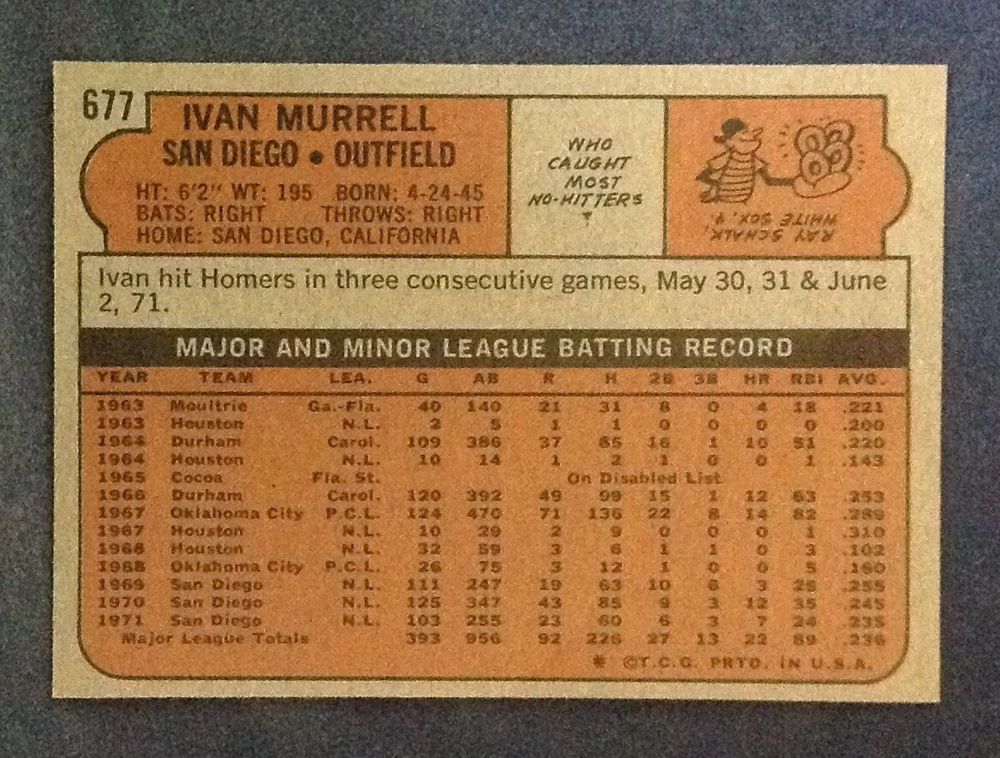 677
IVAN MURRELL
SAN DIEGO • OUTFIELD
HT: 6'2" WT: 195 BORN: 4-24-45
BATS: RIGHT THROWS: RIGHT
HOME: SAN DIEGO, CALIFORNIA
WHO
CAUGHT
MOST
NO-HITTERS
?
RAY SCHALK,
WHITE SOX, 4.
Ivan hit Homers in three consecutive games, May 30, 31 & June
2, 71.
MAJOR AND MINOR LEAGUE BATTING RECORD
YEAR TEAM LEA. G AB R H 2B 3B HR RBI AVG.
1963 Moultrie Ga.-Fla. 40 140 21 31 8 0 4 18 .221
1963 Houston N.L. 2 5 1 1 0 0 0 0 .200
1964 Durham Carol. 109 386 37 85 16 1 10 51 .220
1964 Houston N.L. 10 14 1 2 1 0 0 1 .143
1965 Cocoa Fla. St. On Disabled List
1966 Durham Carol. 120 392 49 99 15 1 12 63 .253
1967 Oklahoma City P.C.L. 124 470 71 136 22 8 14 82 .289
1967 Houston N.L. 10 29 2 9 0 0 0 1 .310
1968 Houston N.L. 32 59 3 6 1 1 0 3 .102
1968 Oklahoma City P.C.L. 26 75 3 12 1 0 0 5 .160
1969 San Diego N.L. 111 247 19 63 10 6 3 25 .255
1970 San Diego N.L. 125 347 43 85 9 3 12 35 .245
1971 San Diego N.L. 103 255 23 60 6 3 7 24 .235
Major League Totals 393 956 92 226 27 13 22 89 .236
* ©T.C.G. PRTD. IN U.S.A.